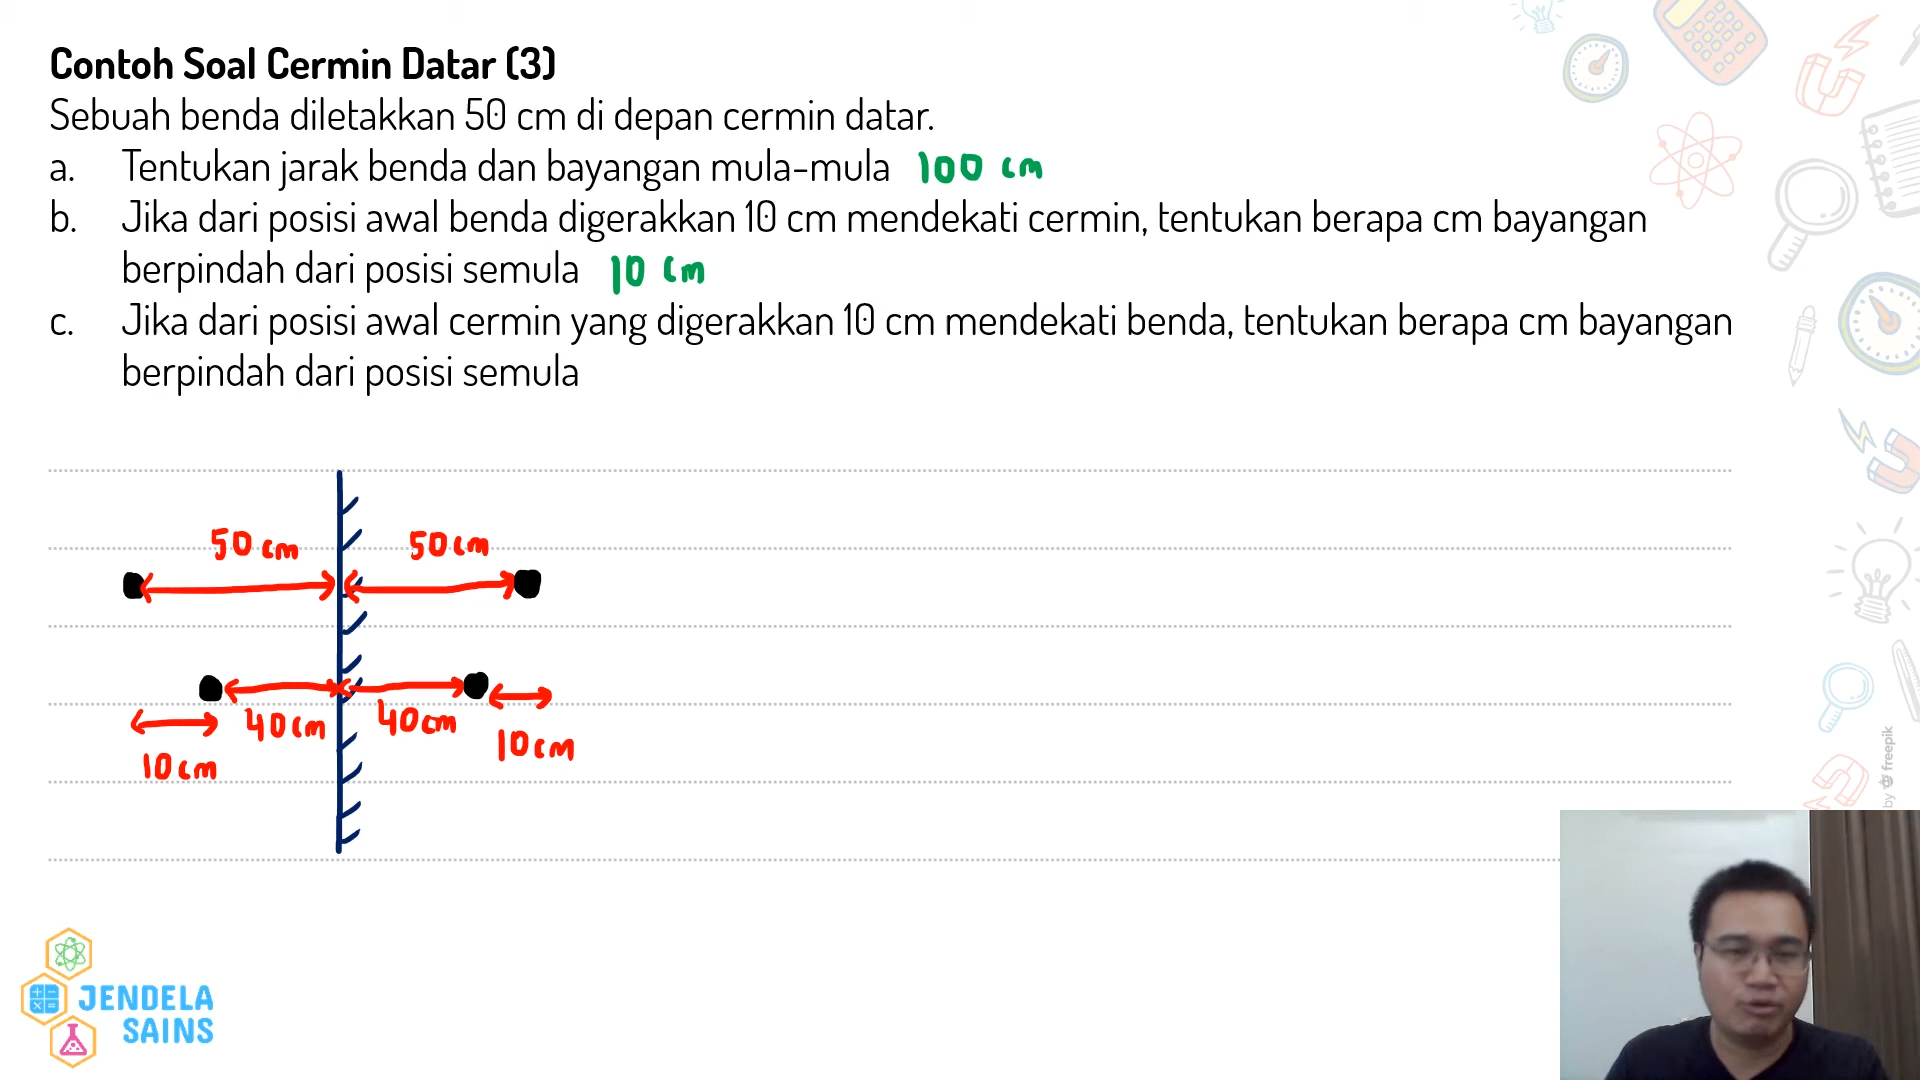 Contoh Soal Cermin Datar (3)
Sebuah benda diletakkan 50 cm di depan cermin datar.
a. Tentukan jarak benda dan bayangan mula-mula 100 cm
b. Jika dari posisi awal benda digerakkan 10 cm mendekati cermin, tentukan berapa cm bayangan
berpindah dari posisi semula 10 cm
c. Jika dari posisi awal cermin yang digerakkan 10 cm mendekati benda, tentukan berapa cm bayangan
berpindah dari posisi semula
50 cm 50 cm
40 cm 40 cm
10 cm 10 cm
by freepik
JENDELA
SAINS